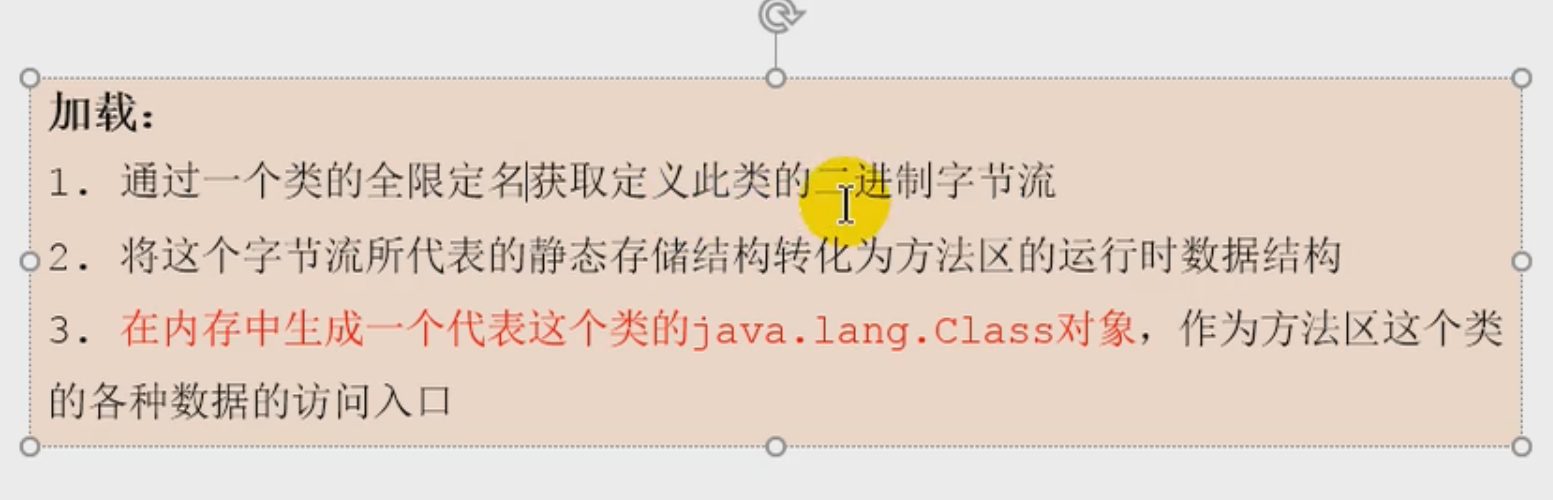 加载：
1. 通过一个类的全限定名获取定义此类的二进制字节流
2. 将这个字节流所代表的静态存储结构转化为方法区的运行时数据结构
3. 在内存中生成一个代表这个类的java.lang.Class对象，作为方法区这个类
的各种数据的访问入口